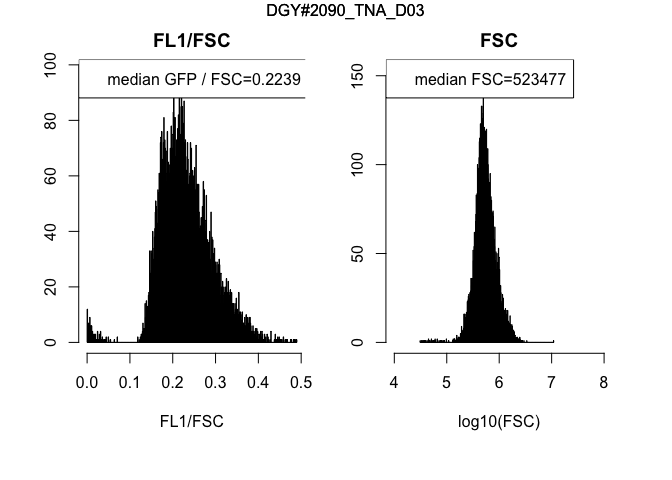 DGY#2090_TNA_D03
FL1/FSC
median GFP / FSC=0.2239
0
20
40
60
80
100
0.0 0.1 0.2 0.3 0.4 0.5
FL1/FSC
FSC
median FSC=523477
0
50
100
150
4 5 6 7 8
log10(FSC)